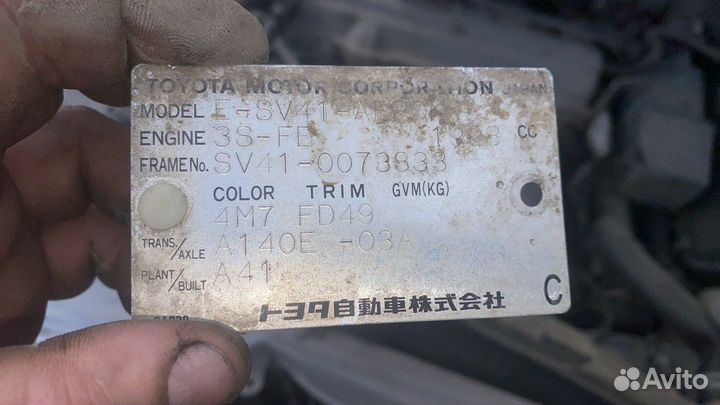 TOYOTA MOTOR CORPORATION JAPAN
MODEL
ENGINE 3S-FE 1998 CC
FRAME No. SV41-0073833
COLOR TRIM GVM(KG)
4M7 FD49
TRANS./AXLE A140E -03A
PLANT/BUILT A41
トヨタ自動車株式会社 C
Avito